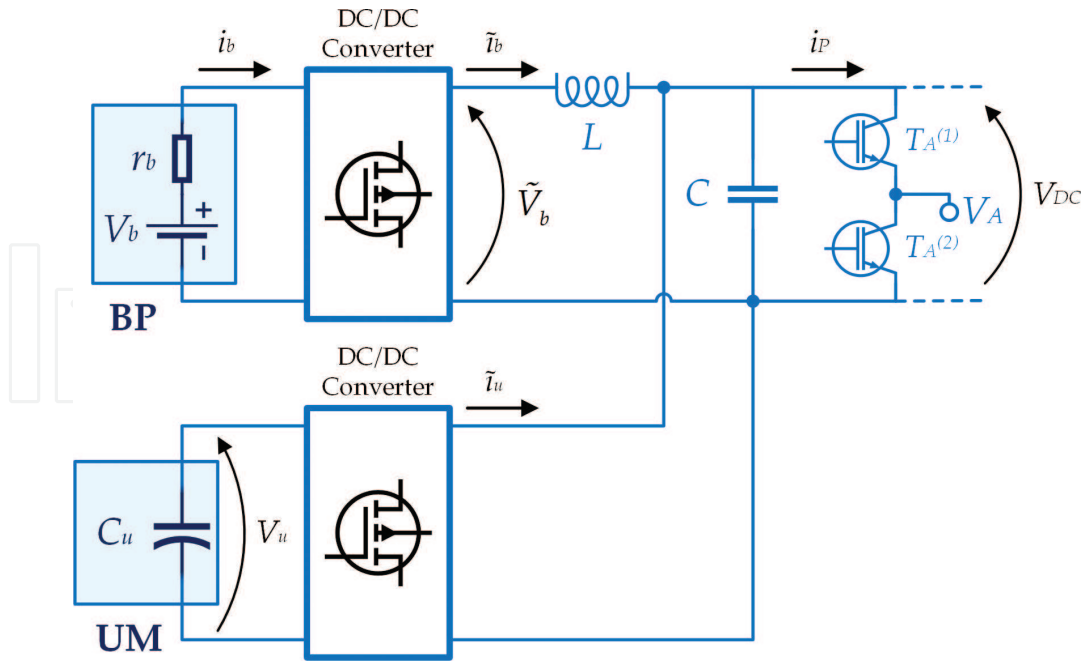 DC/DC
Converter
i_b
ĩ_b
i_P
r_b
V_b
+
-
BP
Ṽ_b
L
C
T_A^(1)
V_A
T_A^(2)
V_DC
DC/DC
Converter
ĩ_u
C_u
V_u
UM